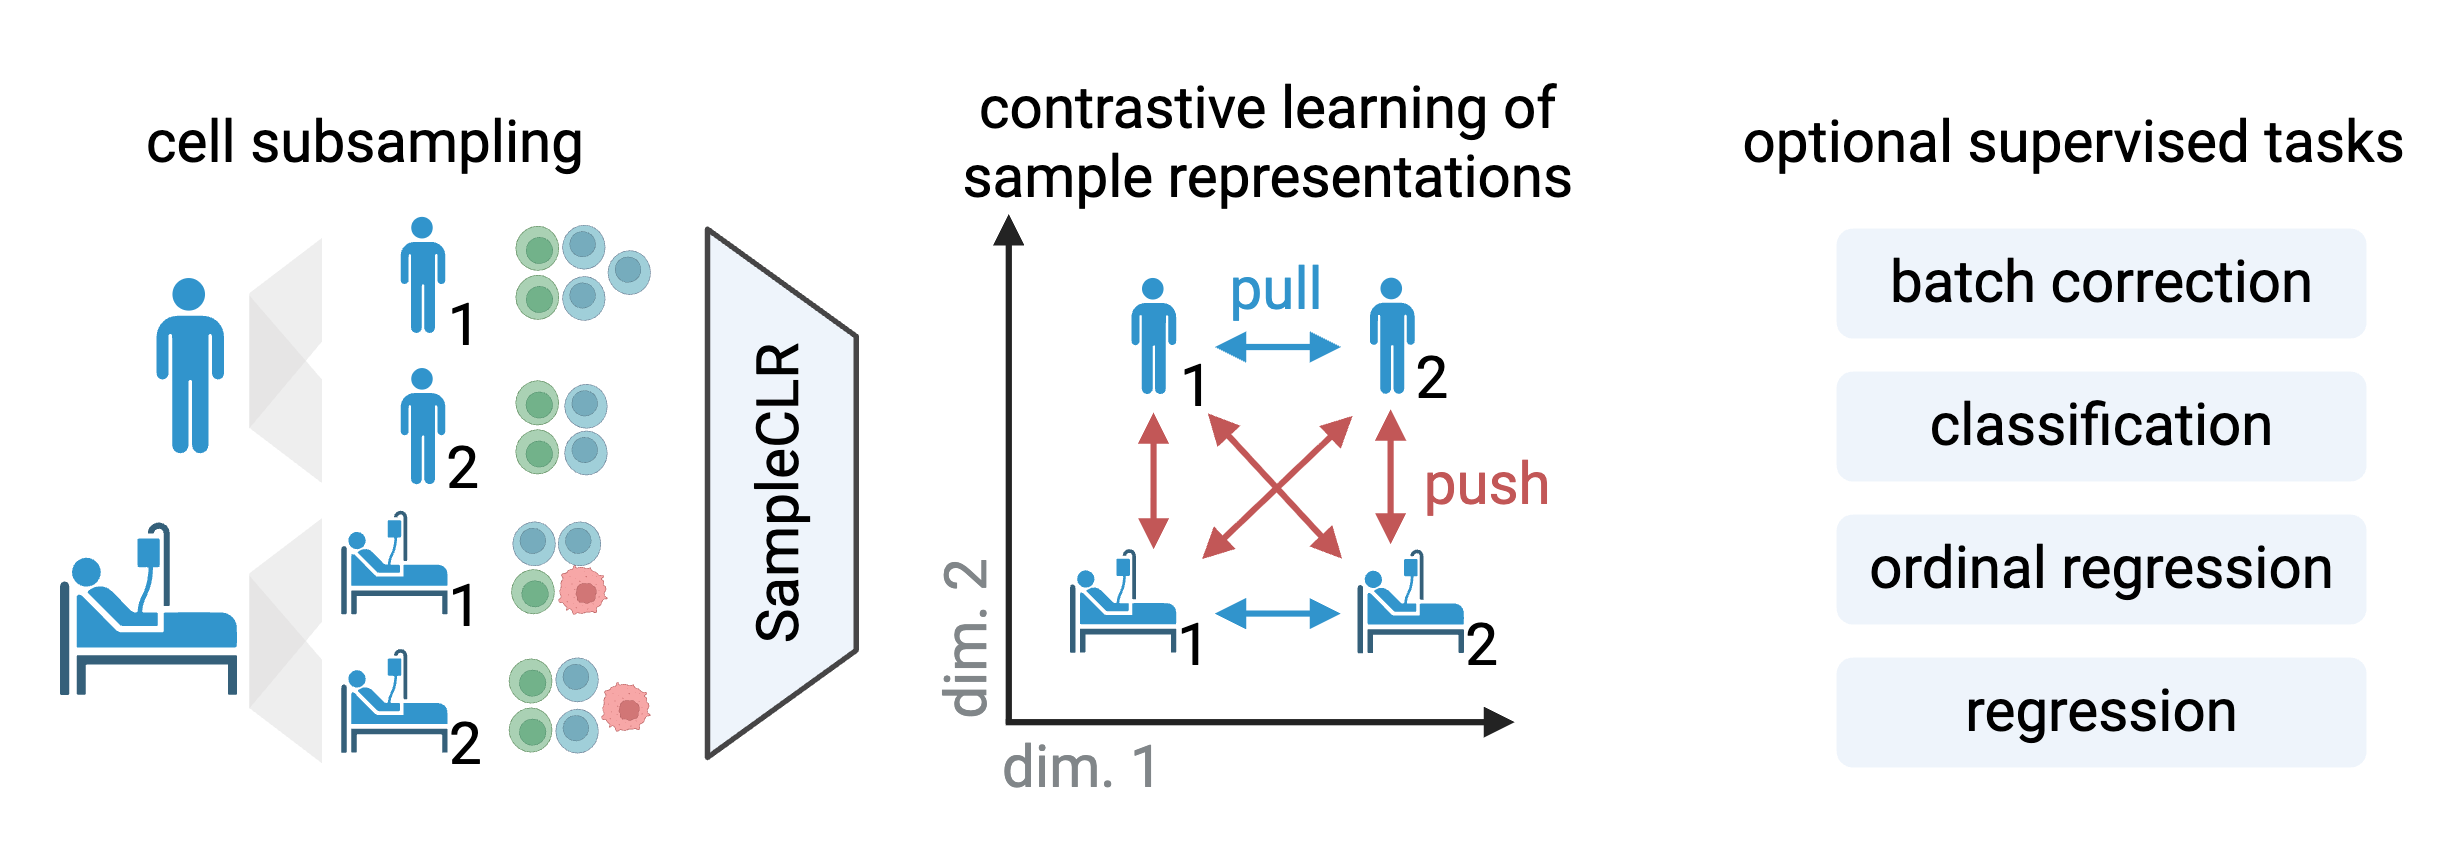 cell subsampling
1
2
1
2
SampleCLR
contrastive learning of
sample representations
pull
1
2
push
1
2
dim. 2
dim. 1
optional supervised tasks
batch correction
classification
ordinal regression
regression